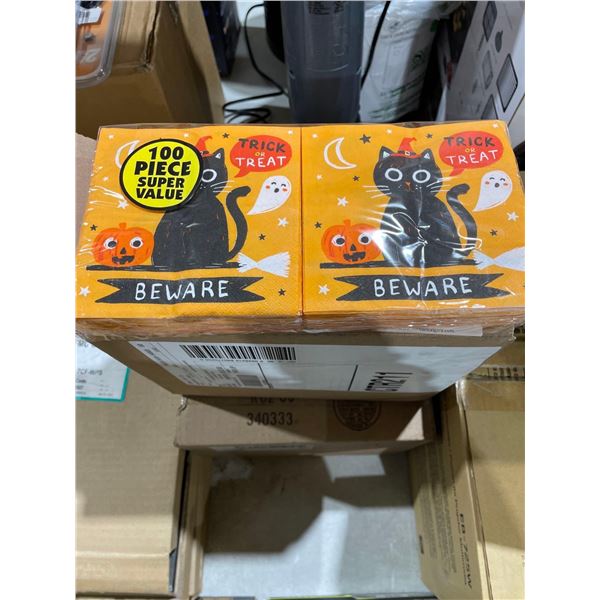 100
PIECE
SUPER
VALUE
TRICK
OR
TREAT
BEWARE
TRICK
OR
TREAT
BEWARE
340333